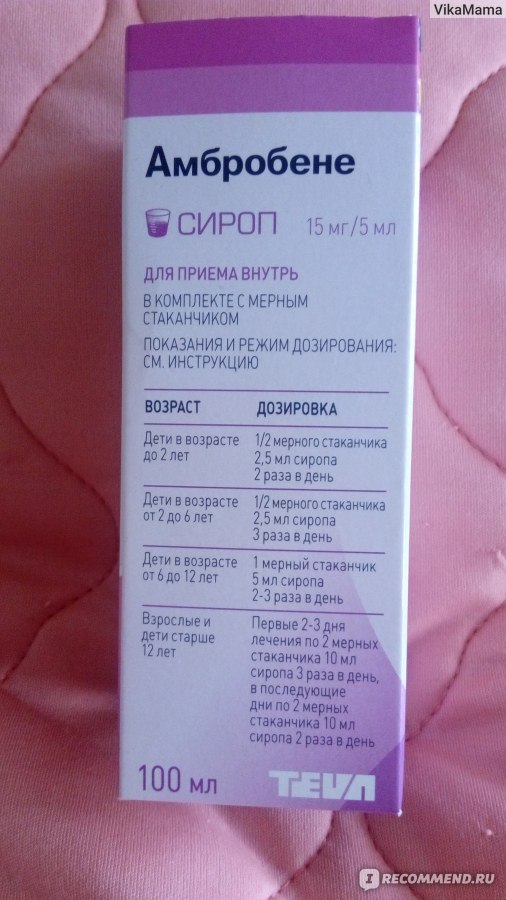 VikaMama
Амбробене
СИРОП 15 мг/5 мл
ДЛЯ ПРИЕМА ВНУТРЬ
В КОМПЛЕКТЕ С МЕРНЫМ
СТАКАНЧИКОМ
ПОКАЗАНИЯ И РЕЖИМ ДОЗИРОВАНИЯ:
СМ. ИНСТРУКЦИЮ
ВОЗРАСТ ДОЗИРОВКА
Дети в возрасте
до 2 лет
1/2 мерного стаканчика
2,5 мл сиропа
2 раза в день
Дети в возрасте
от 2 до 6 лет
1/2 мерного стаканчика
2,5 мл сиропа
3 раза в день
Дети в возрасте
от 6 до 12 лет
1 мерный стаканчик
5 мл сиропа
2-3 раза в день
Взрослые и
дети старше
12 лет
Первые 2-3 дня
лечения по 2 мерных
стаканчика 10 мл
сиропа 3 раза в день,
в последующие
дни по 2 мерных
стаканчика 10 мл
сиропа 2 раза в день
100 мл
TEVA
IRECOMMEND.RU